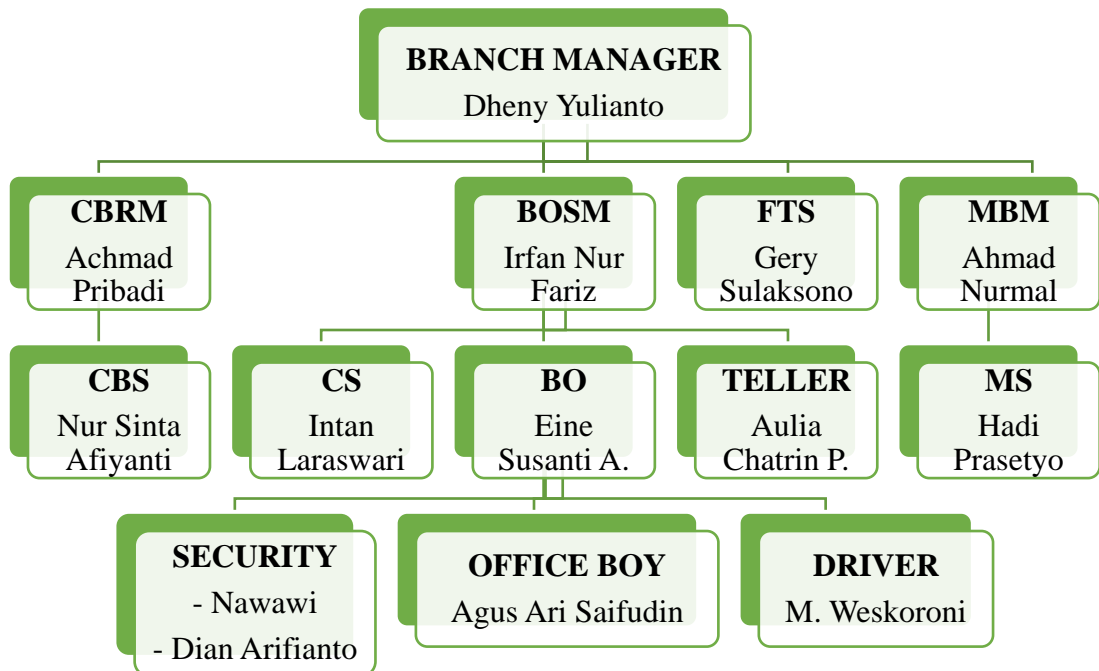 BRANCH MANAGER
Dheny Yulianto
CBRM
Achmad
Pribadi
BOSM
Irfan Nur
Fariz
FTS
Gery
Sulaksono
MBM
Ahmad
Nurmal
CBS
Nur Sinta
Afiyanti
CS
Intan
Laraswari
BO
Eine
Susanti A.
TELLER
Aulia
Chatrin P.
MS
Hadi
Prasetyo
SECURITY
- Nawawi
- Dian Arifianto
OFFICE BOY
Agus Ari Saifudin
DRIVER
M. Weskoroni